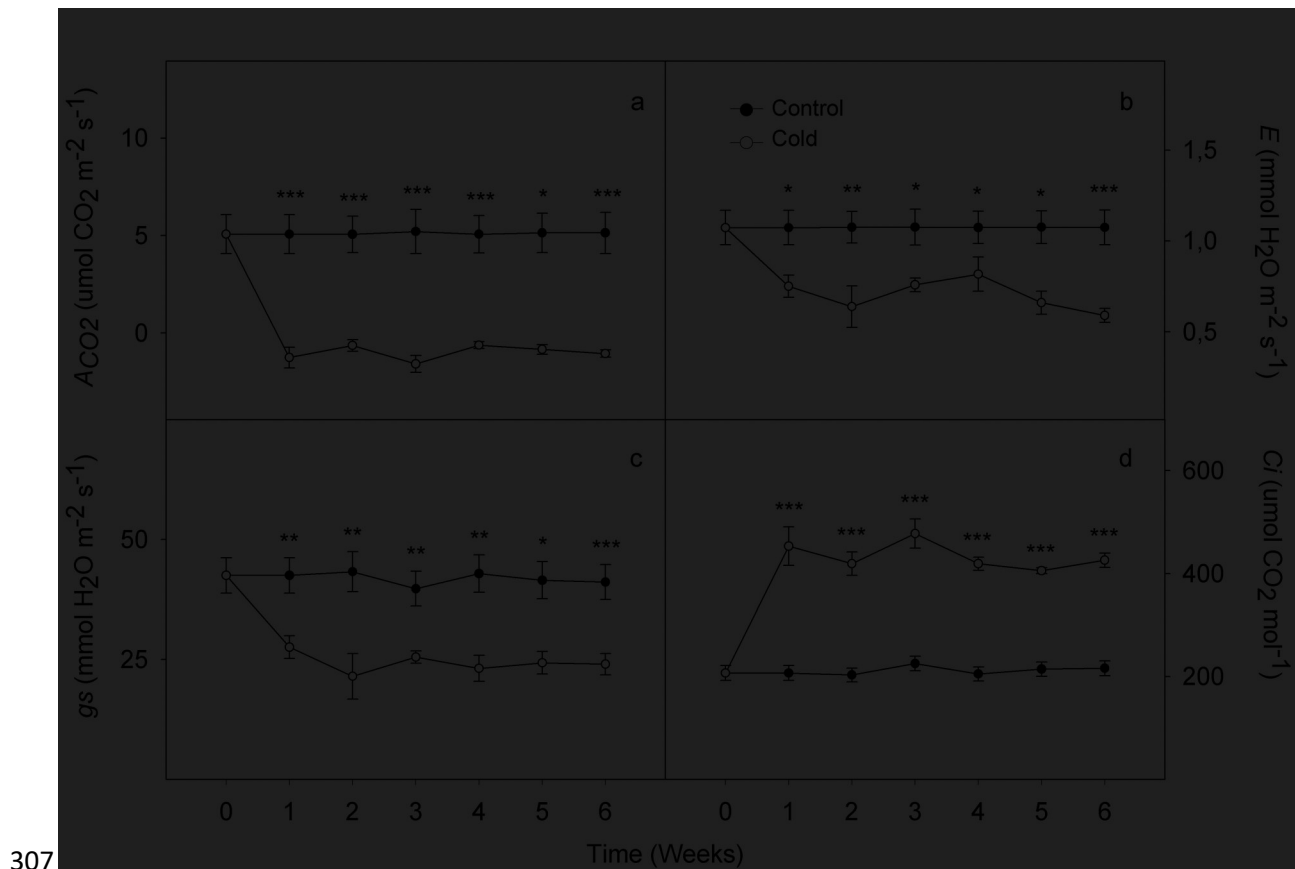 a
ACO2 (umol CO2 m-2 s-1)
10
5
0
*** *** *** *** * ***
b
Control
Cold
E (mmol H2O m-2 s-1)
1,5
1,0
0,5
* ** * * * ***
c
gs (mmol H2O m-2 s-1)
50
25
** ** ** ** * ***
d
Ci (umol CO2 mol-1)
600
400
200
*** *** *** *** *** ***
0 1 2 3 4 5 6
0 1 2 3 4 5 6
Time (Weeks)
307